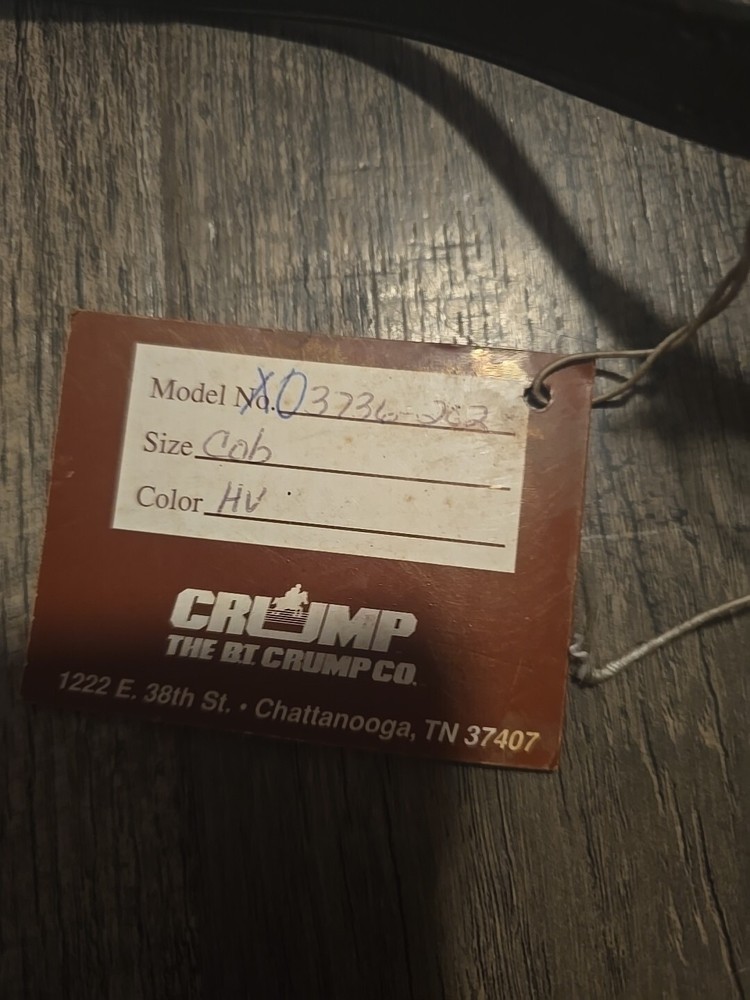 Model No. X03736-202
Size Cob
Color HV
CRUMP
THE B.T. CRUMP CO.
1222 E. 38th St. • Chattanooga, TN 37407